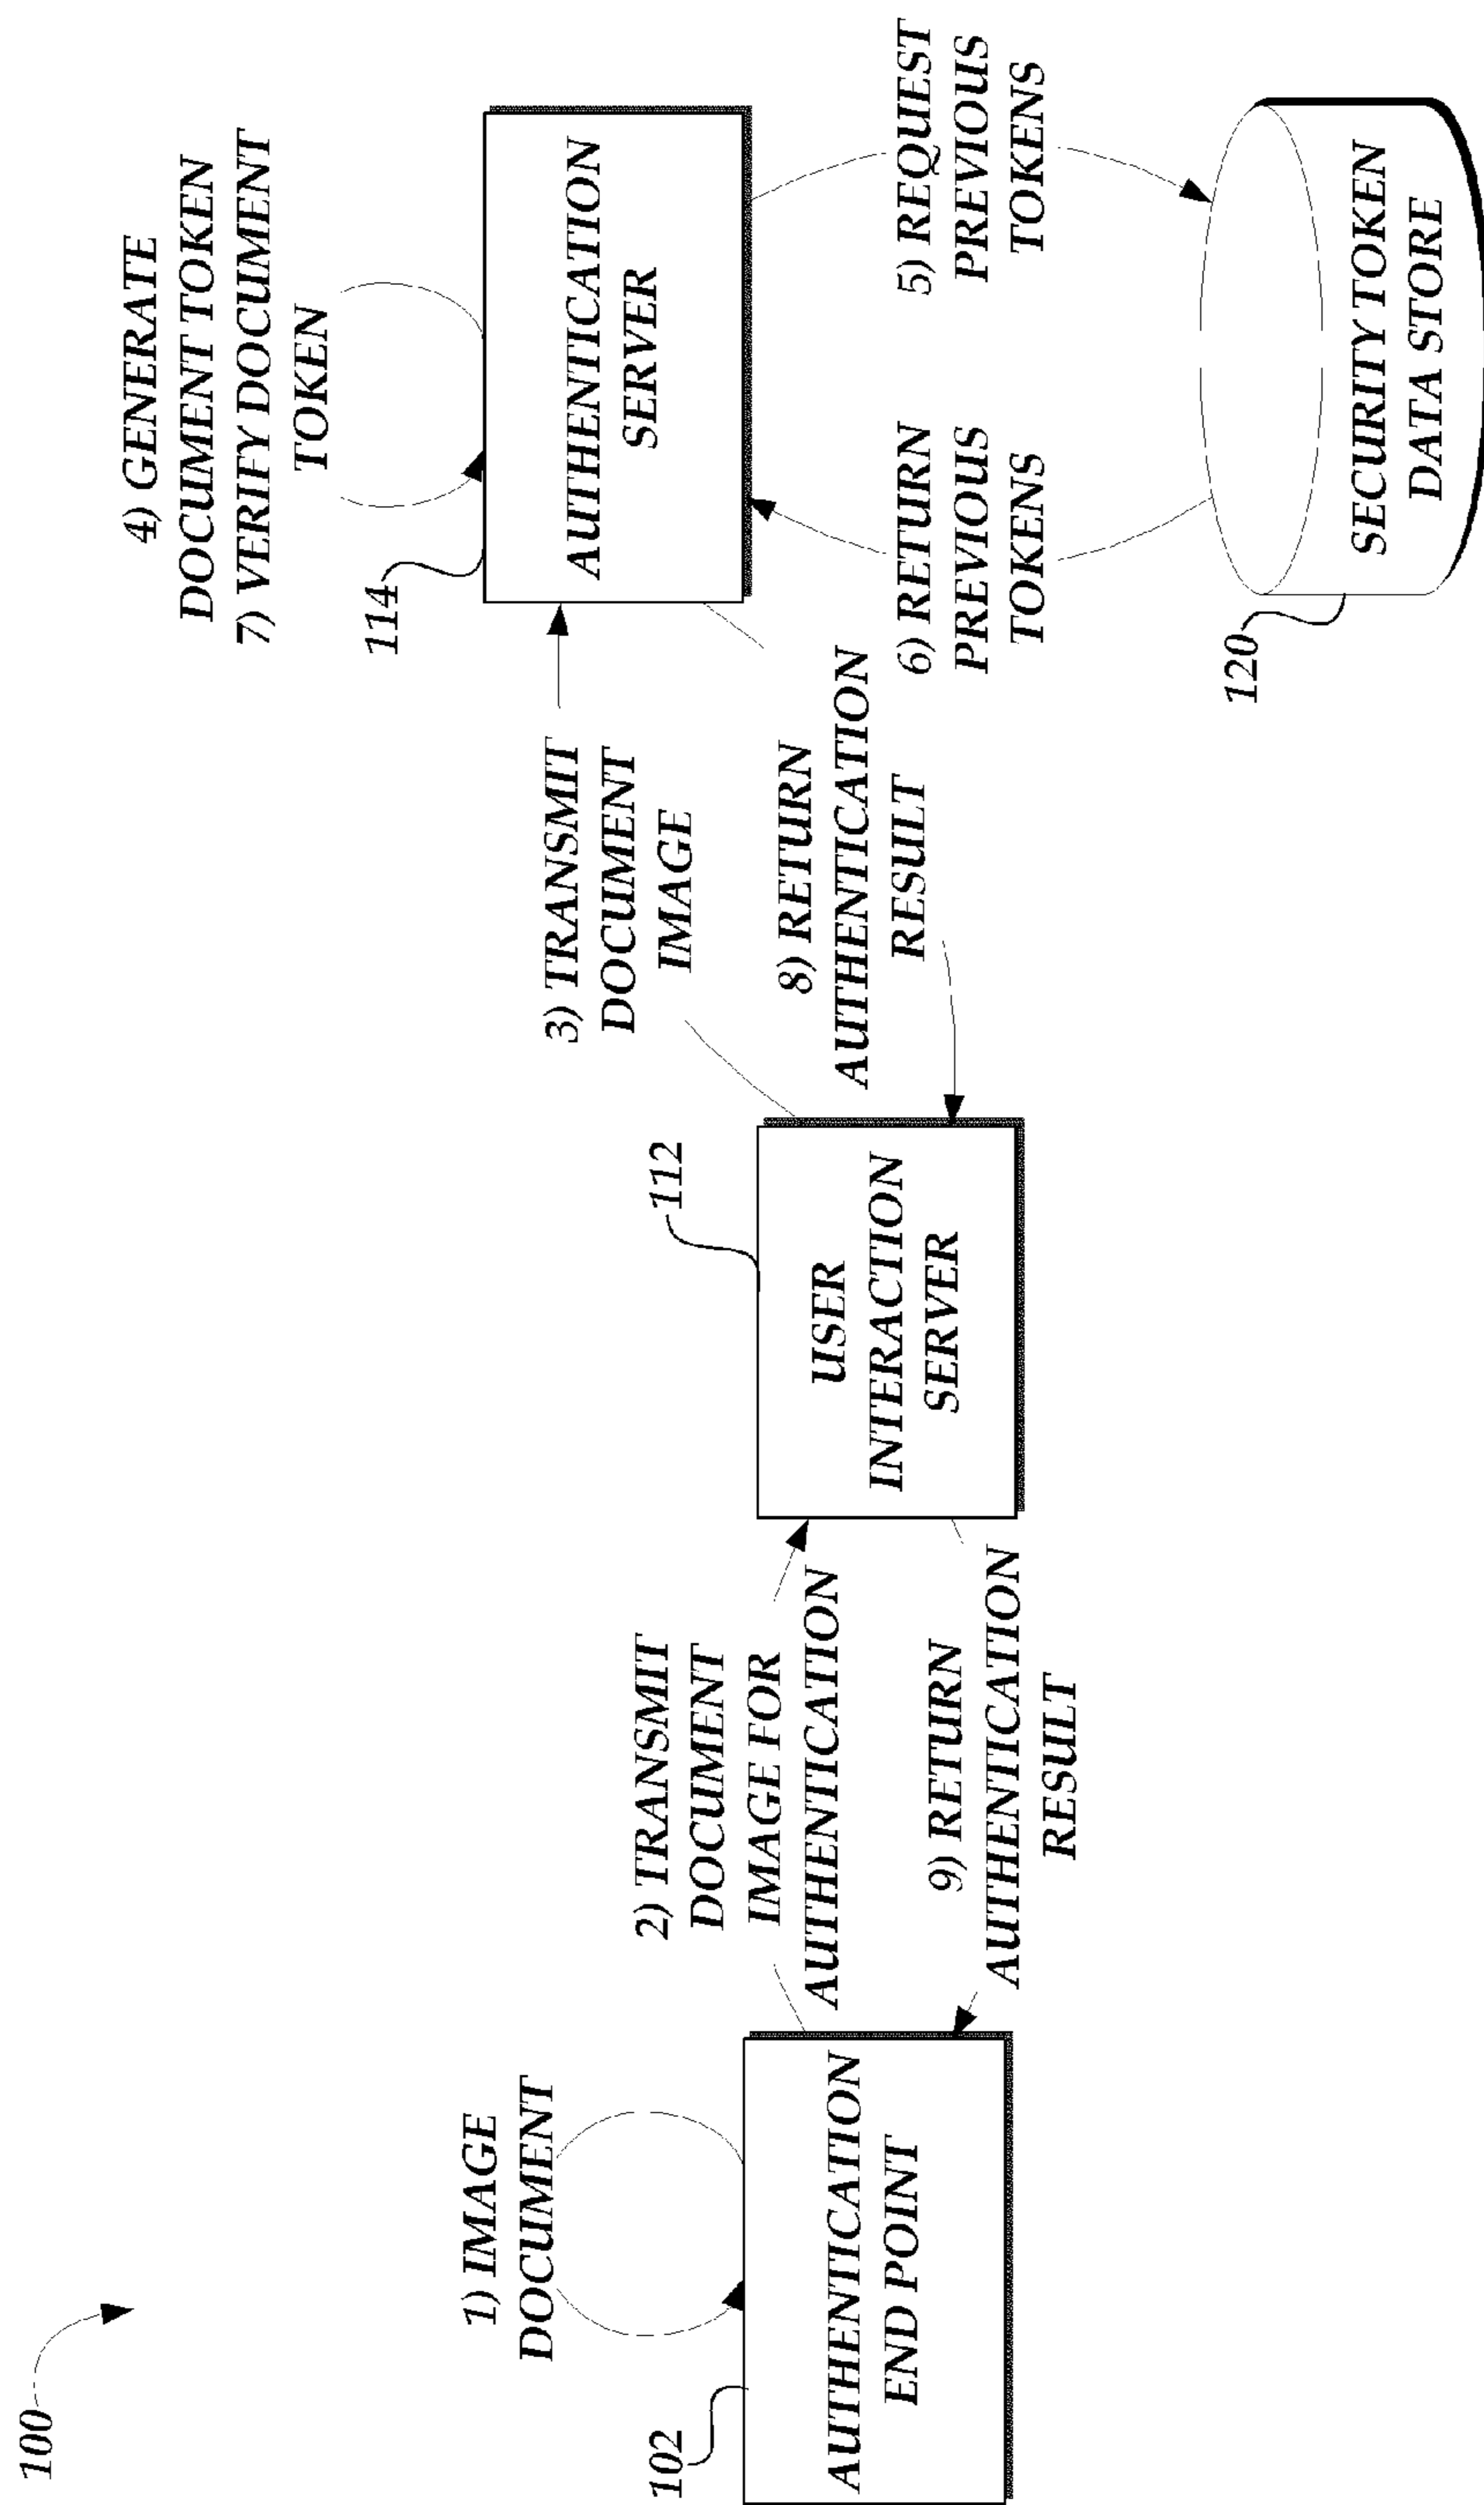 100
1) IMAGE
DOCUMENT
102
AUTHENTICATION
END POINT
2) TRANSMIT
DOCUMENT
IMAGE FOR
AUTHENTICATION
9) RETURN
AUTHENTICATION
RESULT
112
USER
INTERACTION
SERVER
3) TRANSMIT
DOCUMENT
IMAGE
8) RETURN
AUTHENTICATION
RESULT
4) GENERATE
DOCUMENT TOKEN
7) VERIFY DOCUMENT
TOKEN
114
AUTHENTICATION
SERVER
6) RETURN
PREVIOUS
TOKENS
5) REQUEST
PREVIOUS
TOKENS
120
SECURITY TOKEN
DATA STORE